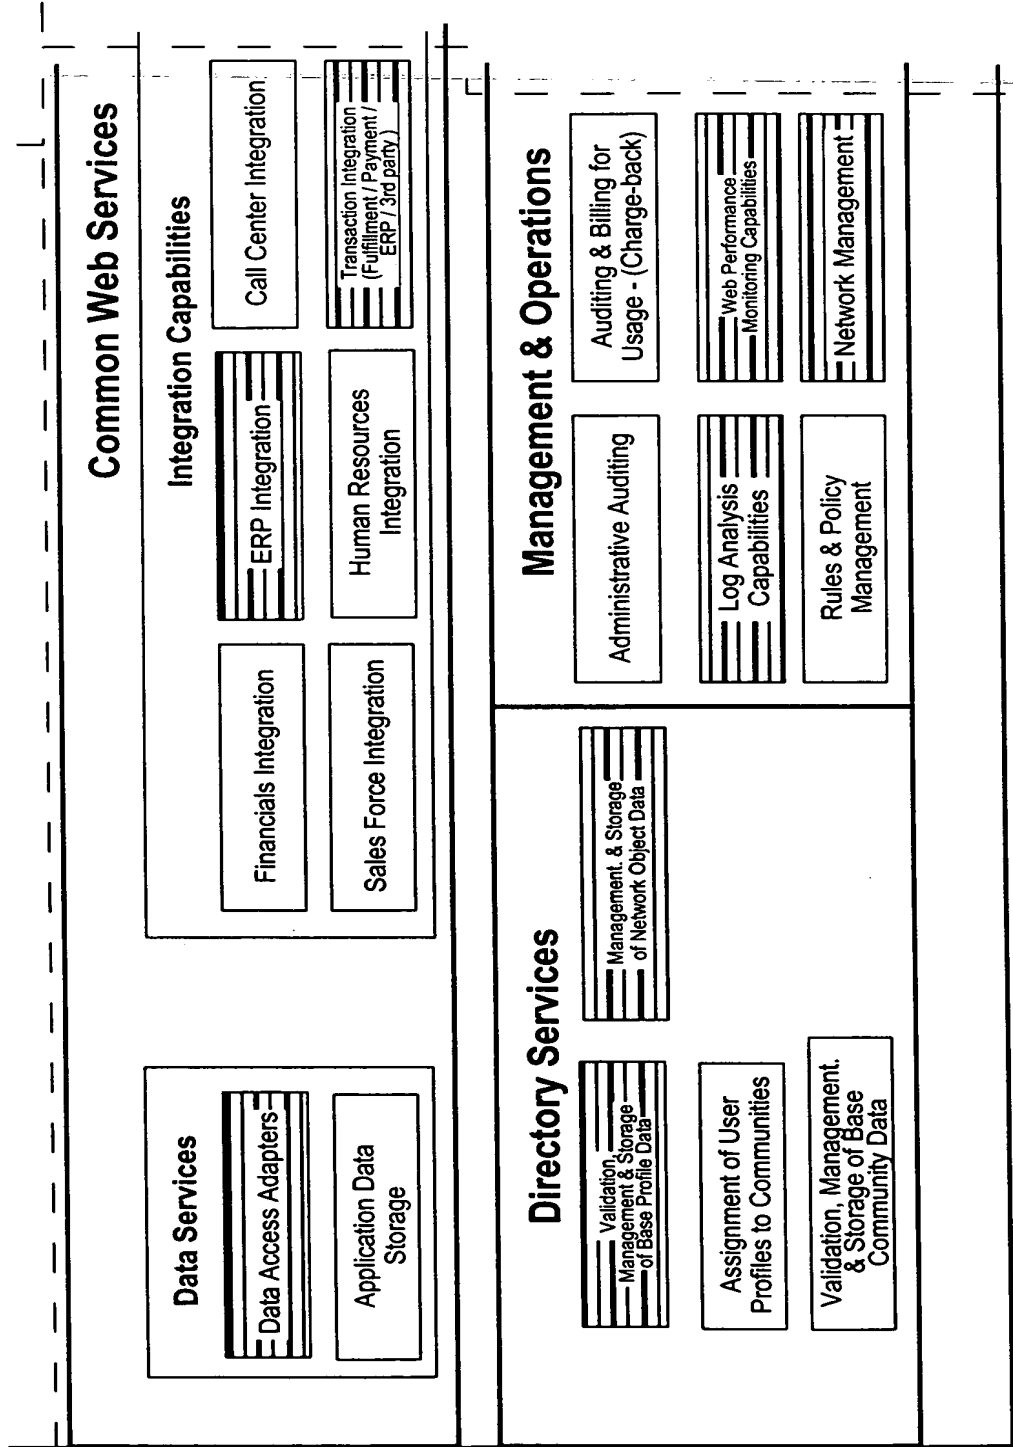 Common Web Services
Data Services
Data Access Adapters
Application Data
Storage
Integration Capabilities
Financials Integration
ERP Integration
Call Center Integration
Sales Force Integration
Human Resources
Integration
Transaction Integration
(Fulfillment / Payment /
ERP / 3rd party)
Directory Services
Validation,
Management & Storage
of Base Profile Data
Management. & Storage
of Network Object Data
Assignment of User
Profiles to Communities
Validation, Management.
& Storage of Base
Community Data
Management & Operations
Administrative Auditing
Auditing & Billing for
Usage - (Charge-back)
Log Analysis
Capabilities
Web Performance
Monitoring Capabilities
Rules & Policy
Management
Network Management